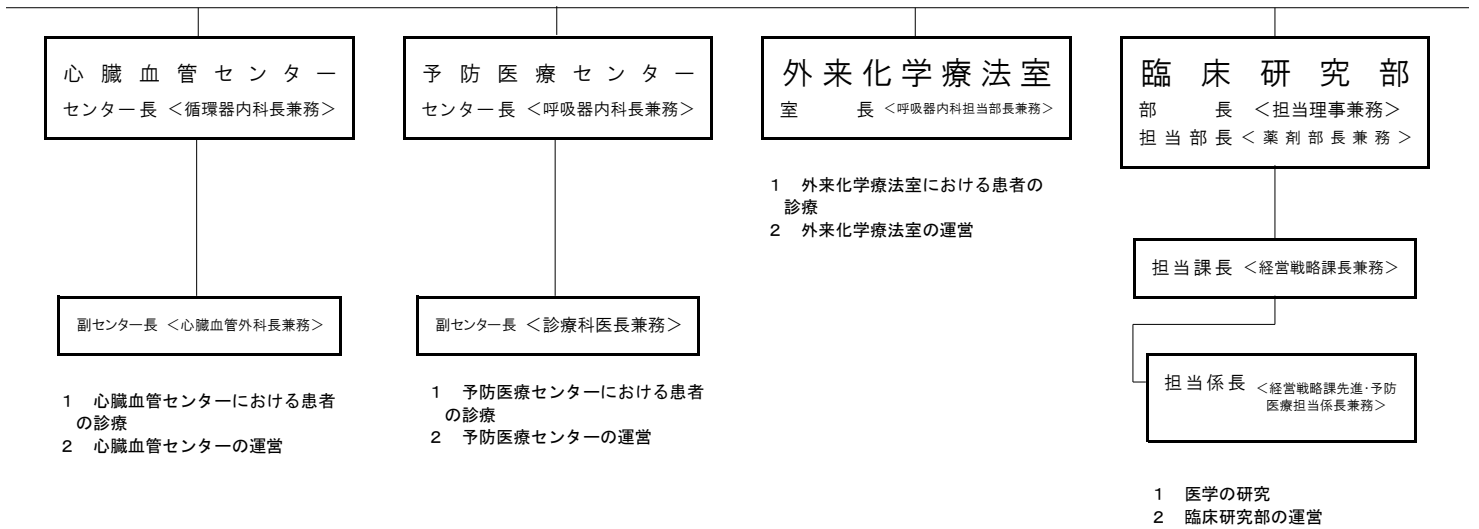 心臓血管センター
センター長 ＜循環器内科長兼務＞
副センター長 ＜心臓血管外科長兼務＞
1 心臓血管センターにおける患者
の診療
2 心臓血管センターの運営
予防医療センター
センター長 ＜呼吸器内科長兼務＞
副センター長 ＜診療科医長兼務＞
1 予防医療センターにおける患者
の診療
2 予防医療センターの運営
外来化学療法室
室長 ＜呼吸器内科担当部長兼務＞
1 外来化学療法室における患者の
診療
2 外来化学療法室の運営
臨床研究部
部長 ＜担当理事兼務＞
担当部長 ＜薬剤部長兼務＞
担当課長 ＜経営戦略課長兼務＞
担当係長 ＜経営戦略課先進・予防
医療担当係長兼務＞
1 医学の研究
2 臨床研究部の運営